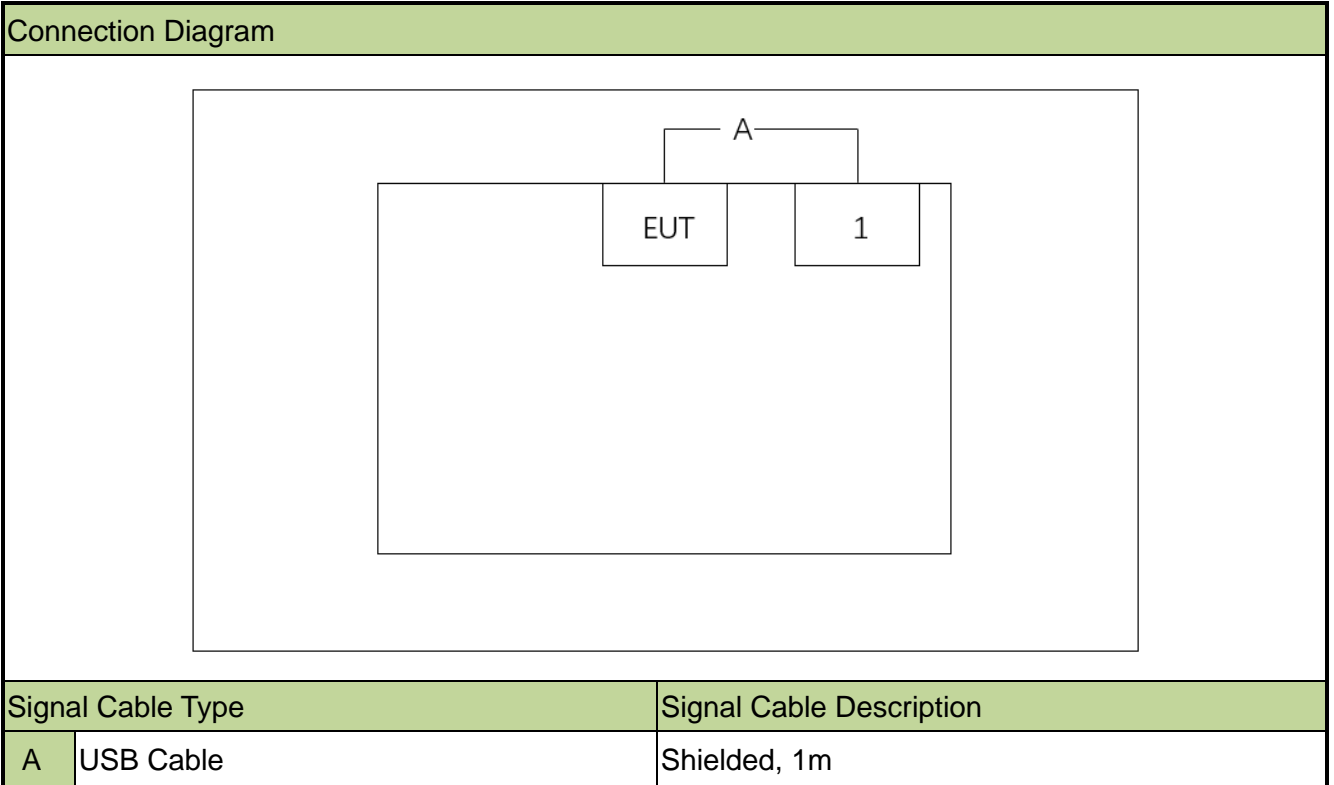 Connection Diagram
A
EUT 1
Signal Cable Type Signal Cable Description
A USB Cable Shielded, 1m